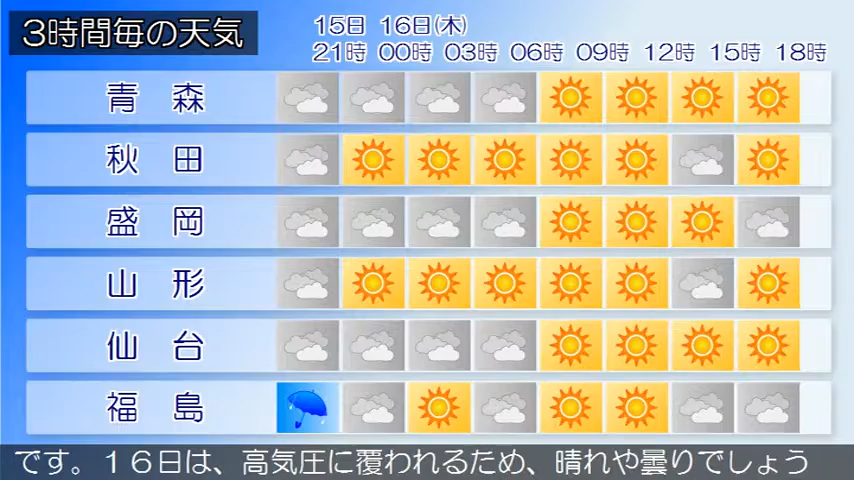 3時間毎の天気
15日 16日(木)
21時 00時 03時 06時 09時 12時 15時 18時
青 森
秋 田
盛 岡
山 形
仙 台
福 島
です。１６日は、高気圧に覆われるため、晴れや曇りでしょう